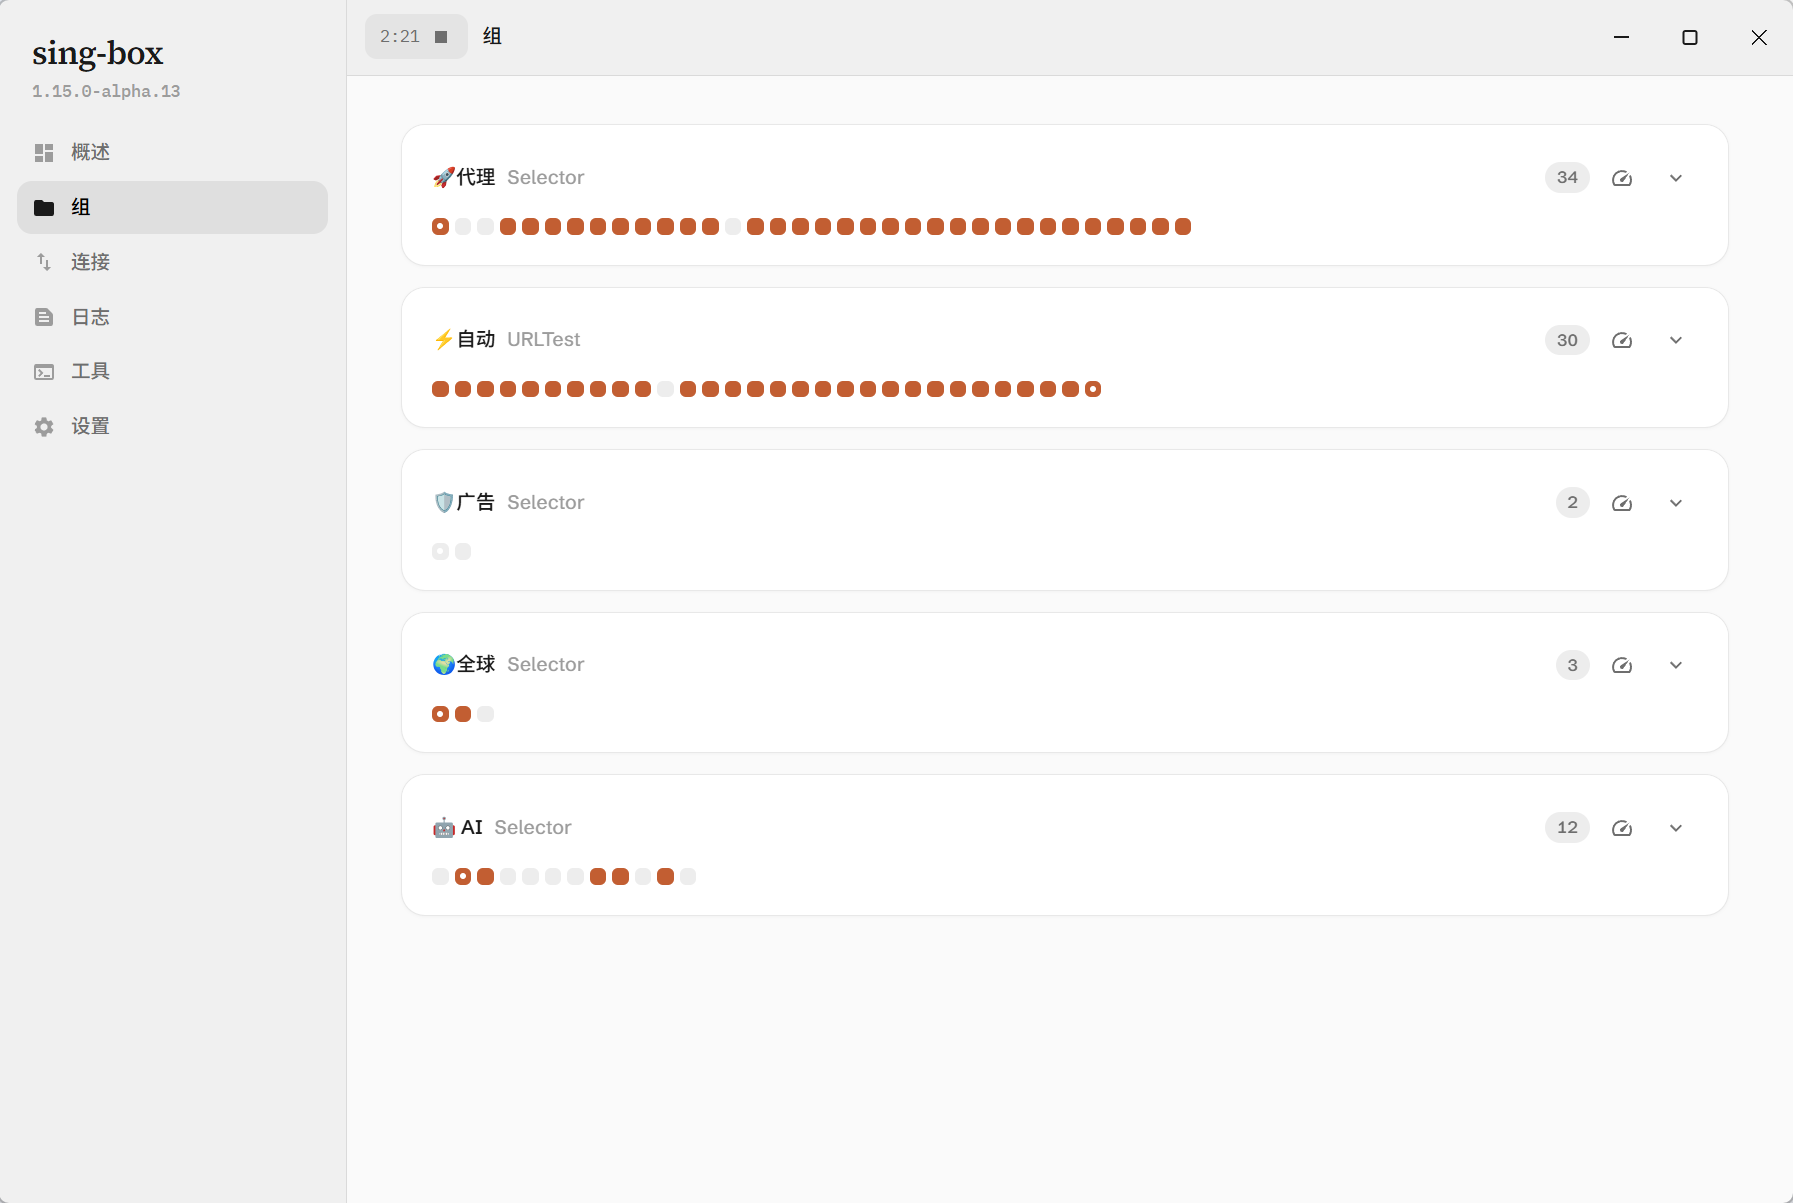 sing-box
1.15.0-alpha.13
概述
组
连接
日志
工具
设置
2:21 组
🚀代理 Selector 34
⚡自动 URLTest 30
🛡️广告 Selector 2
🌍全球 Selector 3
🤖 AI Selector 12